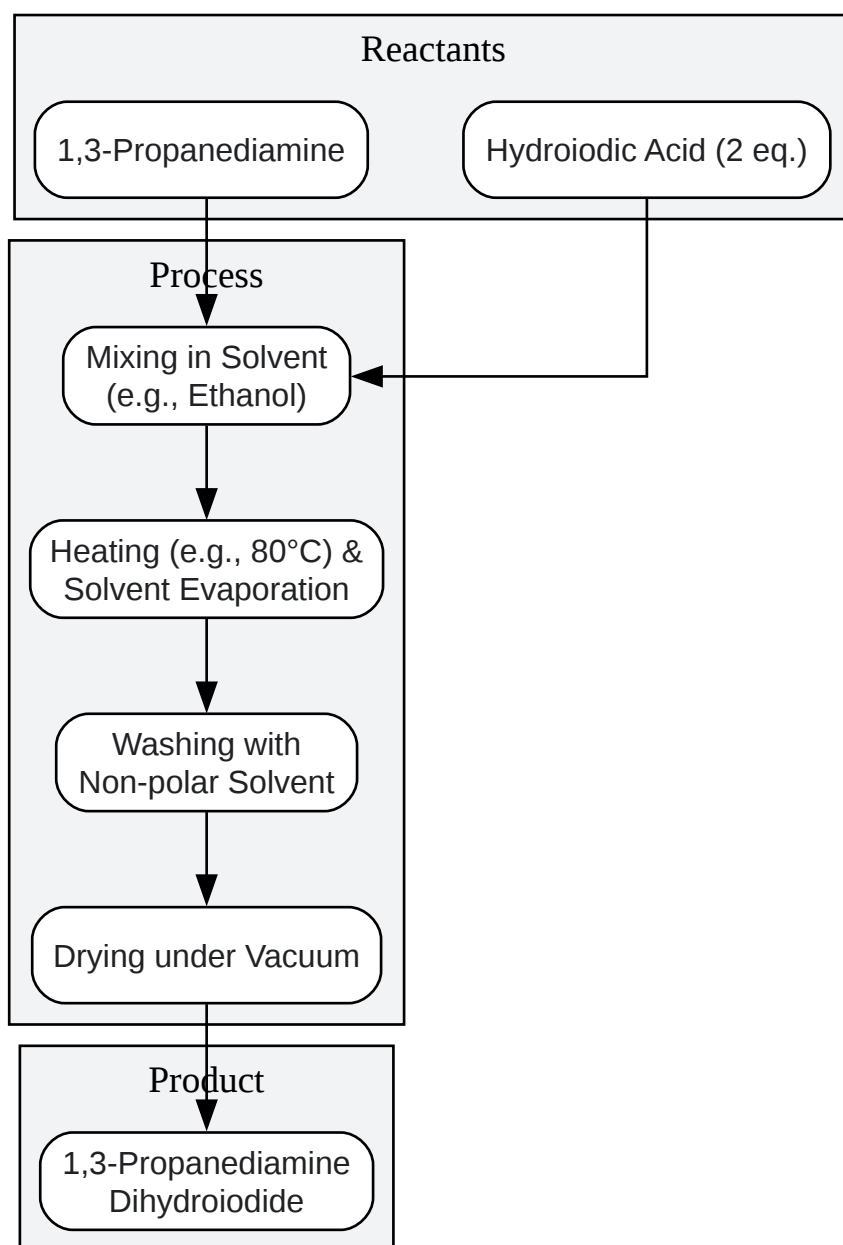 Reactants
1,3-Propanediamine
Hydroiodic Acid (2 eq.)
Process
Mixing in Solvent
(e.g., Ethanol)
Heating (e.g., 80°C) &
Solvent Evaporation
Washing with
Non-polar Solvent
Drying under Vacuum
Product
1,3-Propanediamine
Dihydroiodide